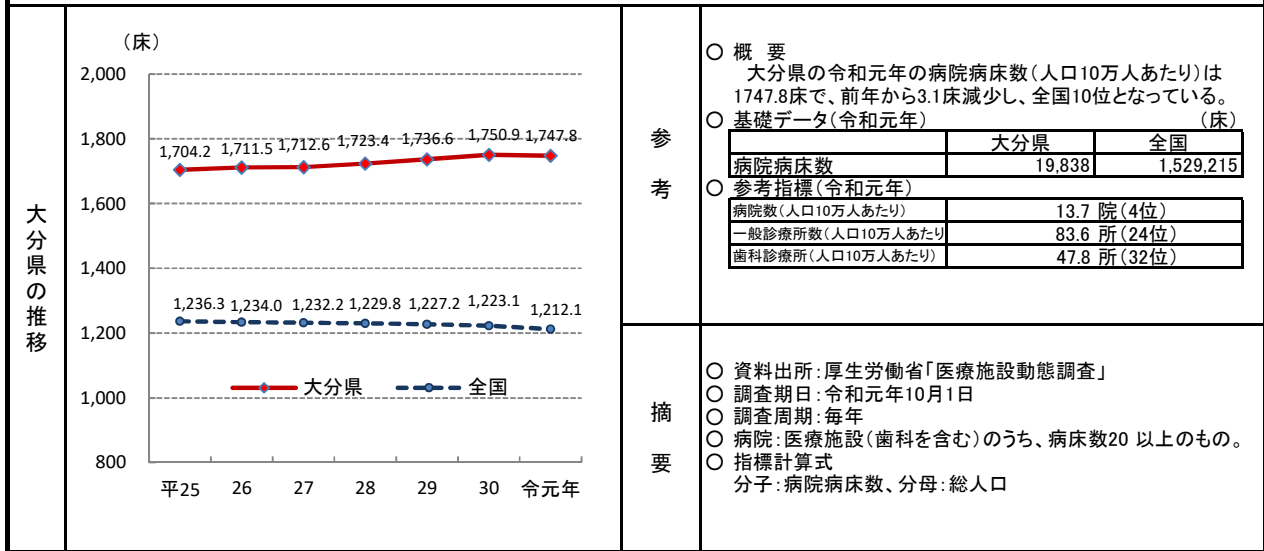 大分県の推移
（床）
2,000
1,800
1,600
1,400
1,200
1,000
800
1,704.2 1,711.5 1,712.6 1,723.4 1,736.6 1,750.9 1,747.8
1,236.3 1,234.0 1,232.2 1,229.8 1,227.2 1,223.1 1,212.1
大分県 全国
平25 26 27 28 29 30 令元年
参考
○ 概 要
大分県の令和元年の病院病床数（人口10万人あたり）は
1747.8床で、前年から3.1床減少し、全国10位となっている。
○ 基礎データ（令和元年） （床）
大分県 全国
病院病床数 19,838 1,529,215
○ 参考指標（令和元年）
病院数（人口10万人あたり） 13.7 院（4位）
一般診療所数（人口10万人あたり 83.6 所（24位）
歯科診療所（人口10万人あたり） 47.8 所（32位）
摘要
○ 資料出所：厚生労働省「医療施設動態調査」
○ 調査期日：令和元年10月1日
○ 調査周期：毎年
○ 病院：医療施設（歯科を含む）のうち、病床数20 以上のもの。
○ 指標計算式
分子：病院病床数、分母：総人口